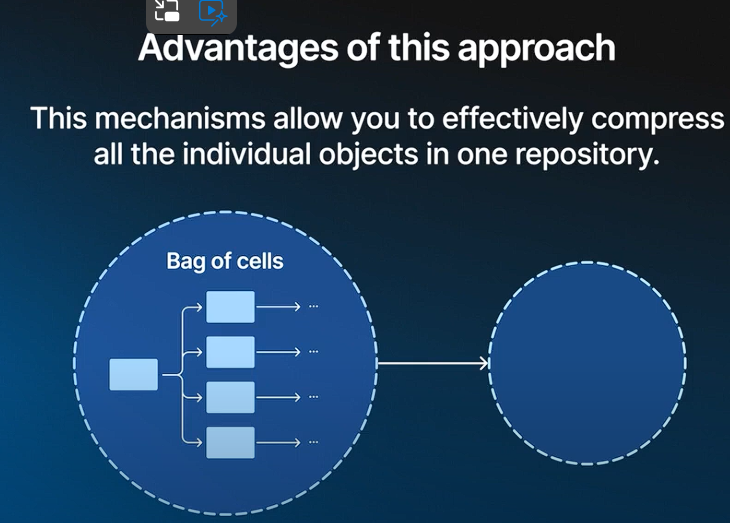 Advantages of this approach
This mechanisms allow you to effectively compress
all the individual objects in one repository.
Bag of cells
...
...
...
...